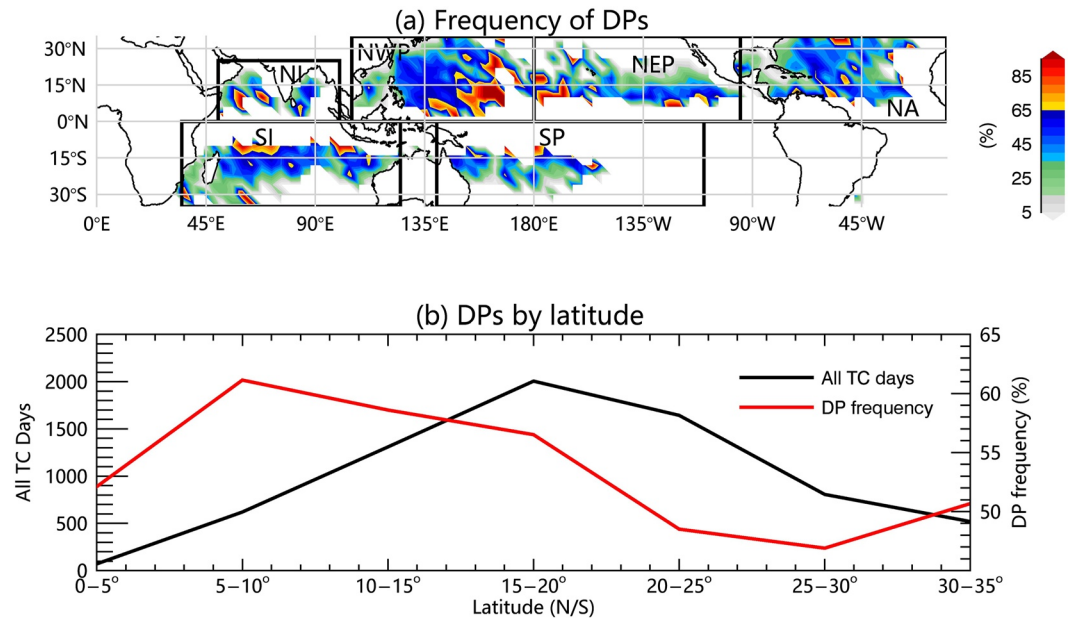 (a) Frequency of DPs
30°N
15°N
0°N
15°S
30°S
NWP
NI
NEP
NA
SI
SP
0°E
45°E
90°E
135°E
180°E
135°W
90°W
45°W
85
65
45
25
5
(%)
(b) DPs by latitude
2500
2000
1500
1000
500
0
All TC Days
65
60
55
50
DP frequency (%)
All TC days
DP frequency
0−5°
5−10°
10−15°
15−20°
20−25°
25−30°
30−35°
Latitude (N/S)